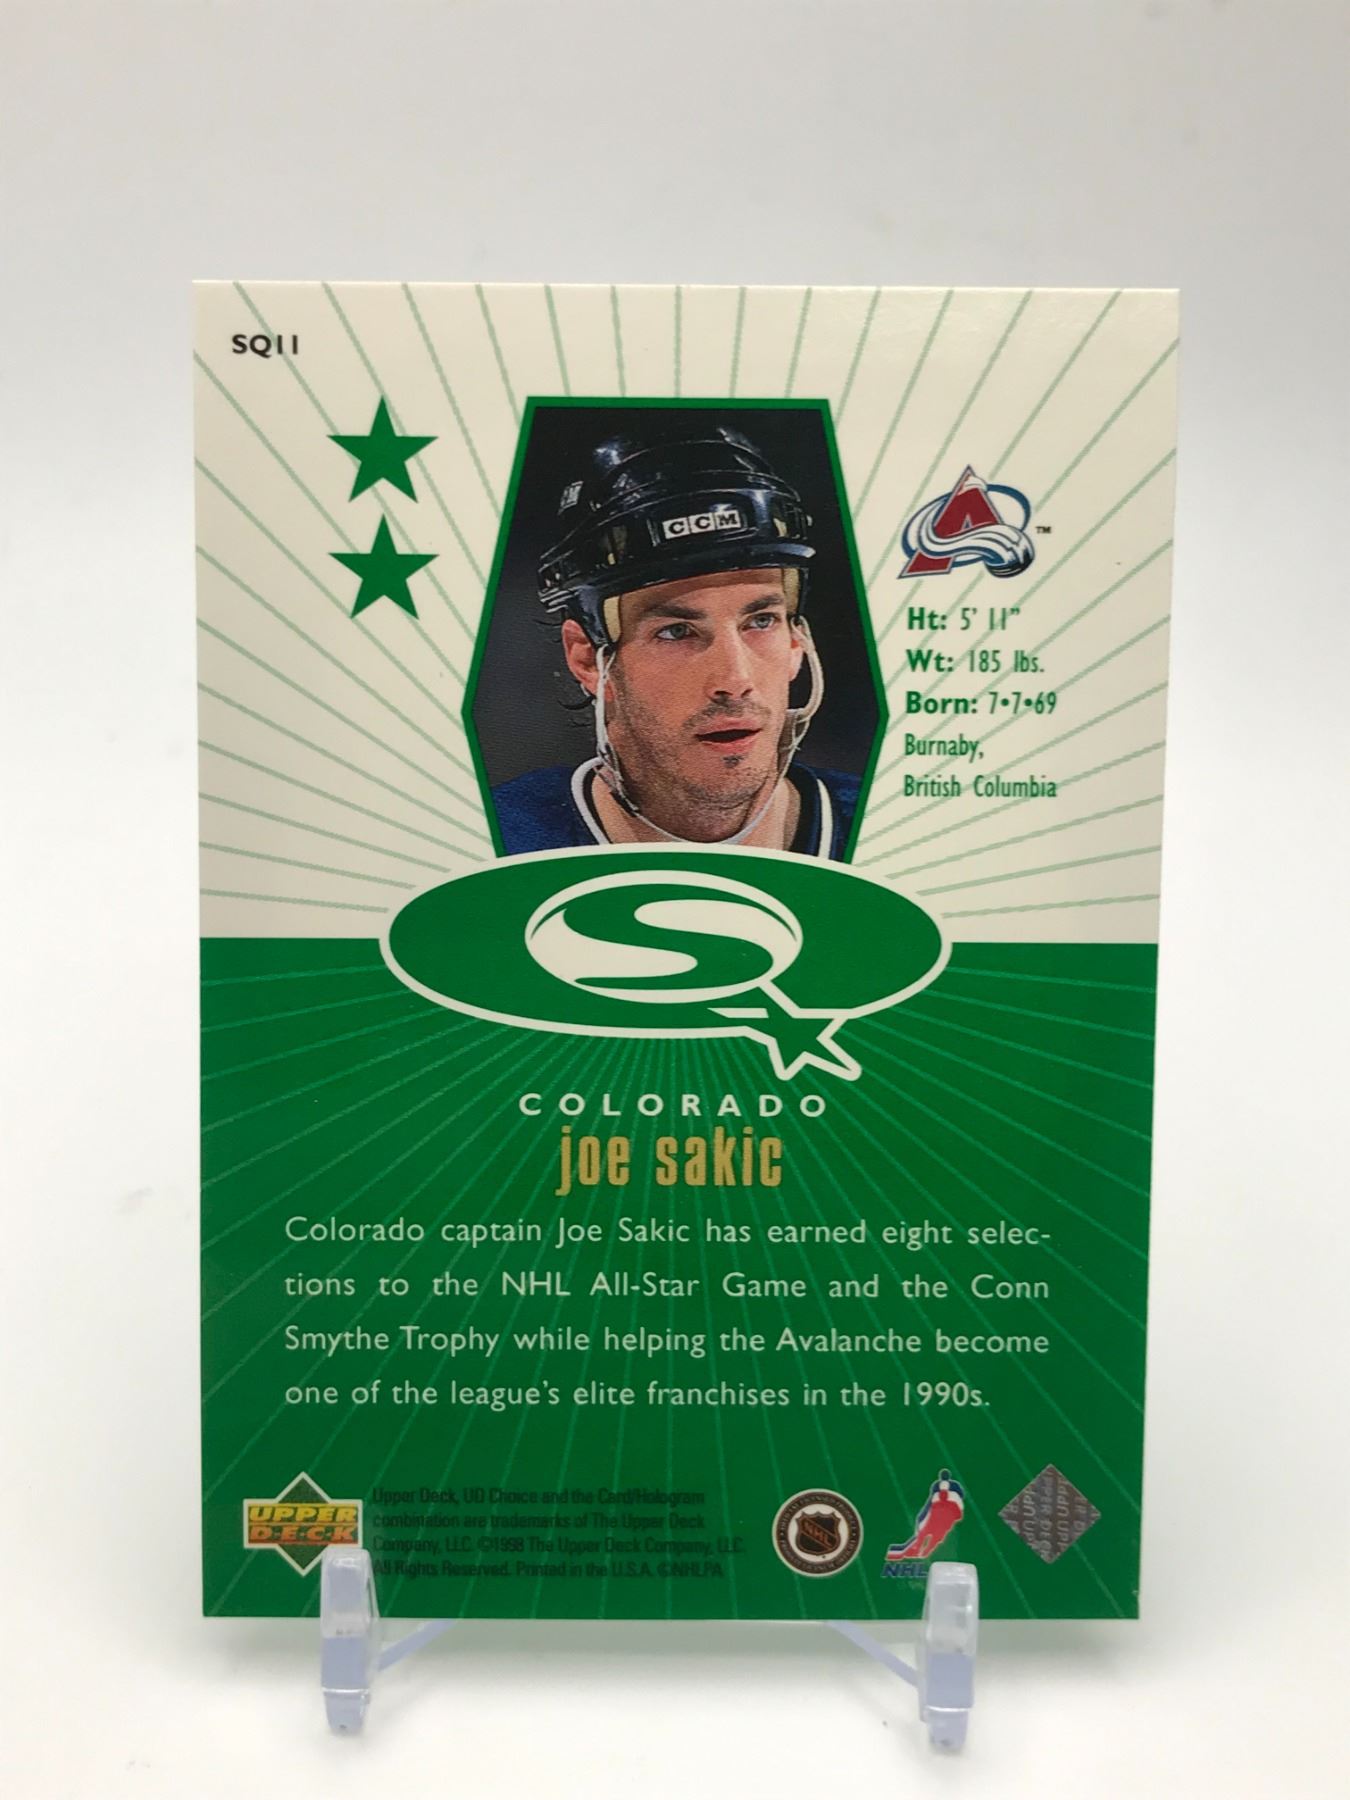 SQ11
CCM
TM
Ht: 5' 11"
Wt: 185 lbs.
Born: 7•7•69
Burnaby,
British Columbia
COLORADO
joe sakic
Colorado captain Joe Sakic has earned eight selec-
tions to the NHL All-Star Game and the Conn
Smythe Trophy while helping the Avalanche become
one of the league's elite franchises in the 1990s.
UPPER
DECK
Upper Deck, UD Choice and the Card/Hologram
combination are trademarks of The Upper Deck
Company, LLC. ©1998 The Upper Deck Company, LLC.
All Rights Reserved. Printed in the U.S.A. ©NHLPA
NHL
NHL